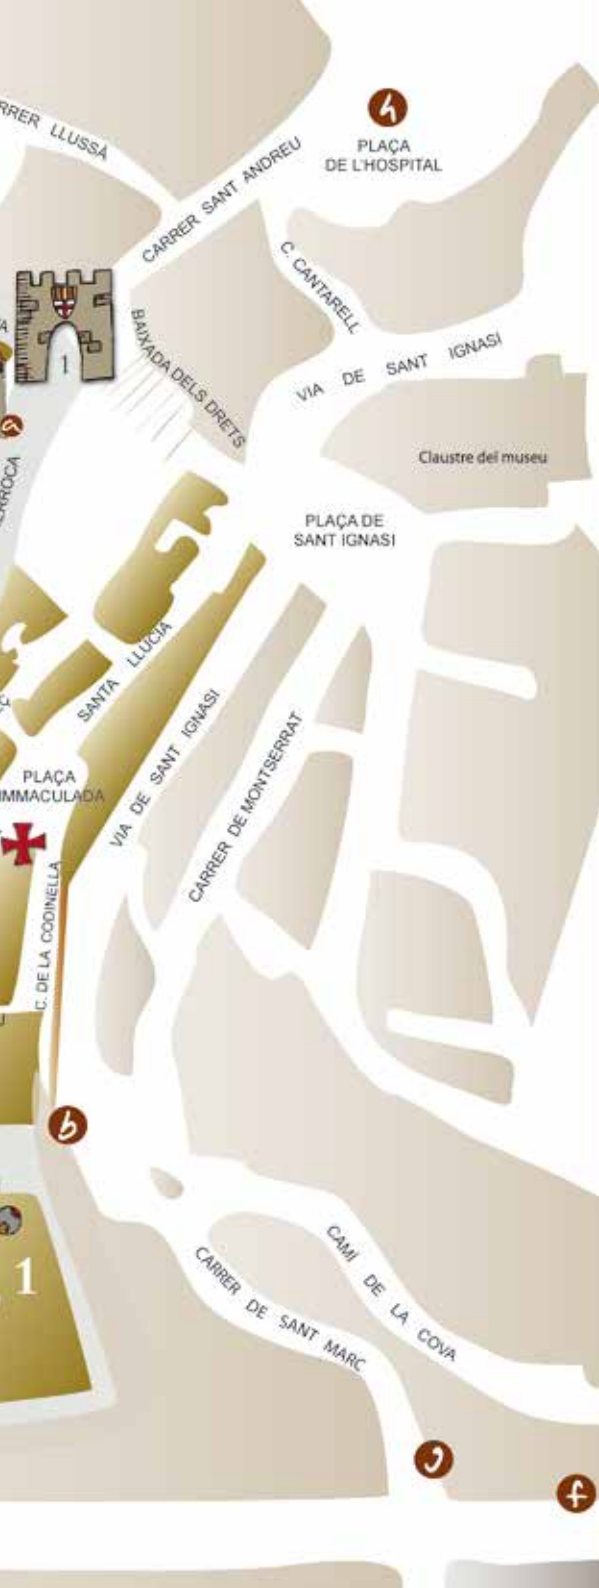 RRER LLUSSÀ
h
PLAÇA
DE L'HOSPITAL
CARRER SANT ANDREU
C. CANTARELL
1
BAIXADA DELS DRETS
VIA DE SANT IGNASI
a
Claustre del museu
PLAÇA DE
SANT IGNASI
SANTA LLUCIA
VIA DE SANT IGNASI
CARRER DE MONTSERRAT
PLAÇA
IMMACULADA
C. DE LA CODINELLA
b
1
CARRER DE SANT MARC
CAMÍ DE LA COVA
f